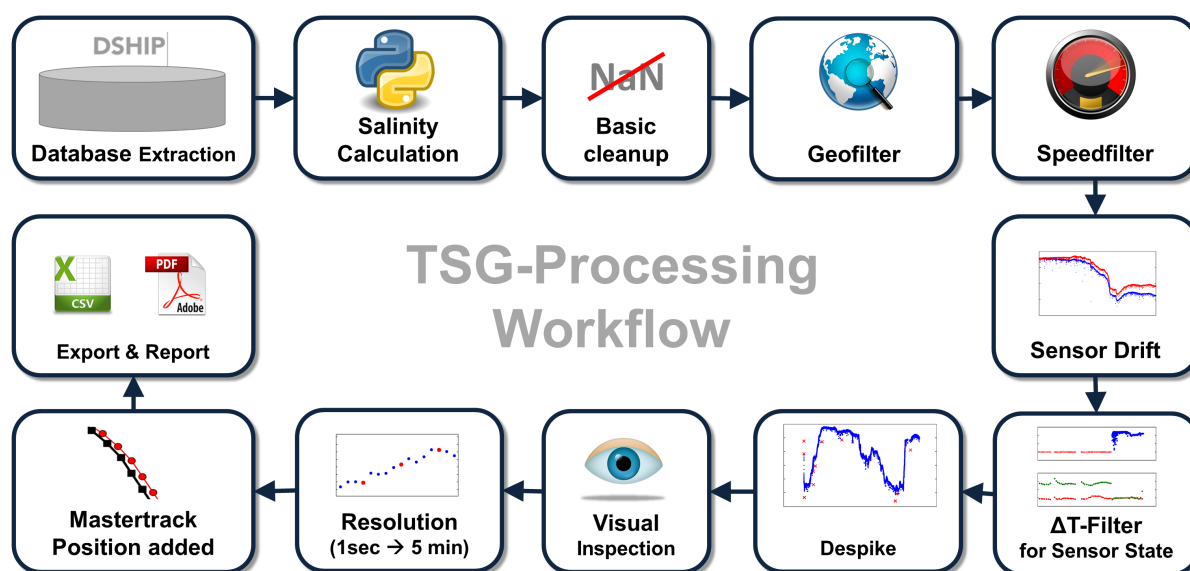 DSHIP
Database Extraction
Salinity
Calculation
NaN
Basic
cleanup
Geofilter
Speedfilter
TSG-Processing
Workflow
X
CSV
PDF
Adobe
Export & Report
Sensor Drift
Mastertrack
Position added
Resolution
(1sec → 5 min)
Visual
Inspection
Despike
ΔT-Filter
for Sensor State